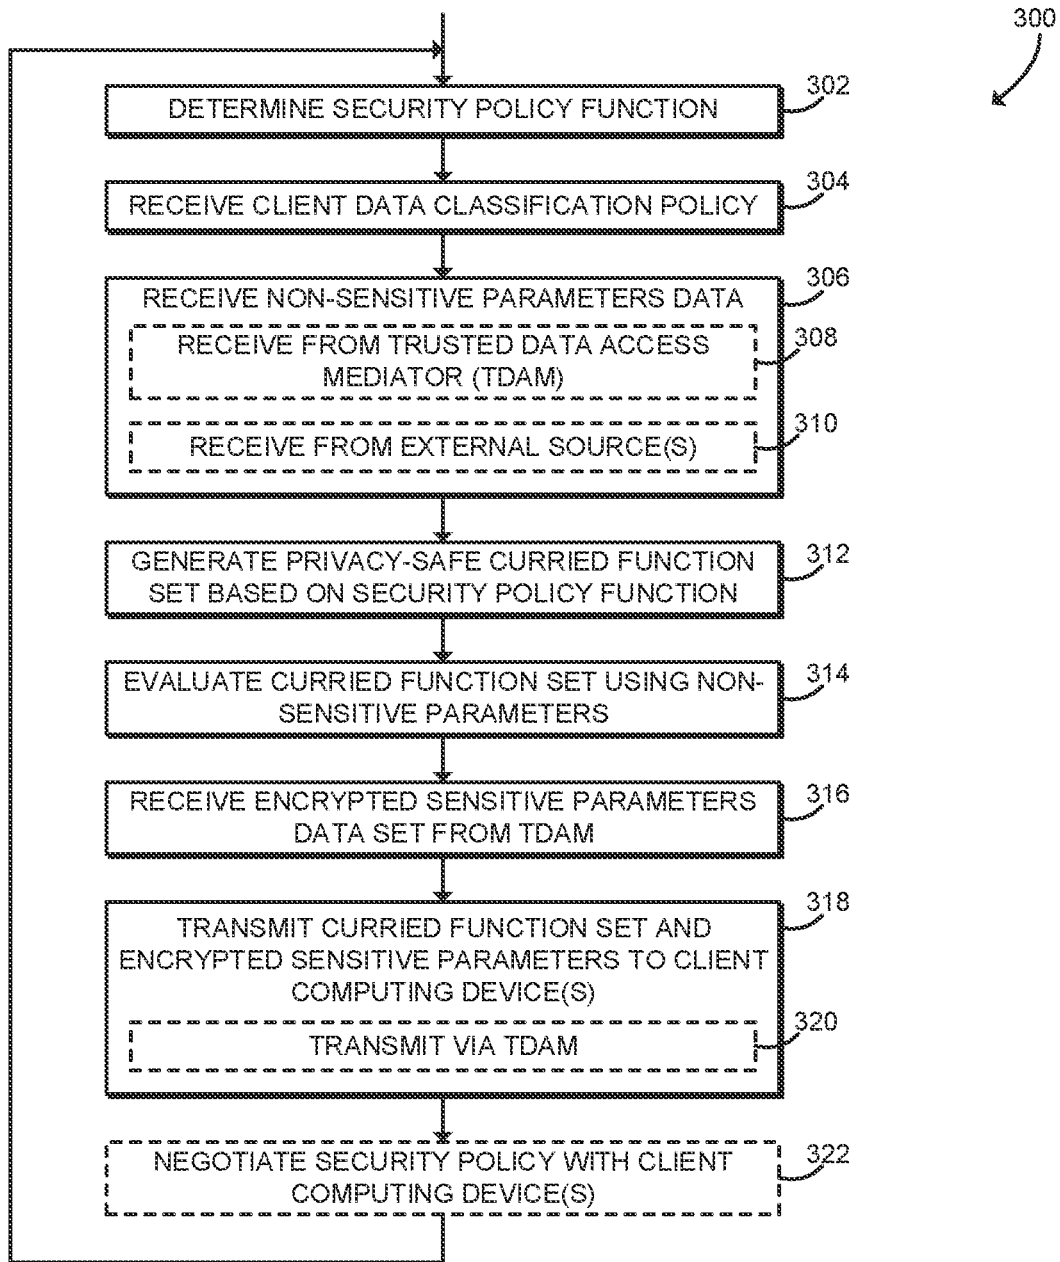 300
302
DETERMINE SECURITY POLICY FUNCTION
304
RECEIVE CLIENT DATA CLASSIFICATION POLICY
306
RECEIVE NON-SENSITIVE PARAMETERS DATA
308
RECEIVE FROM TRUSTED DATA ACCESS
MEDIATOR (TDAM)
310
RECEIVE FROM EXTERNAL SOURCE(S)
312
GENERATE PRIVACY-SAFE CURRIED FUNCTION
SET BASED ON SECURITY POLICY FUNCTION
314
EVALUATE CURRIED FUNCTION SET USING NON-
SENSITIVE PARAMETERS
316
RECEIVE ENCRYPTED SENSITIVE PARAMETERS
DATA SET FROM TDAM
318
TRANSMIT CURRIED FUNCTION SET AND
ENCRYPTED SENSITIVE PARAMETERS TO CLIENT
COMPUTING DEVICE(S)
320
TRANSMIT VIA TDAM
322
NEGOTIATE SECURITY POLICY WITH CLIENT
COMPUTING DEVICE(S)